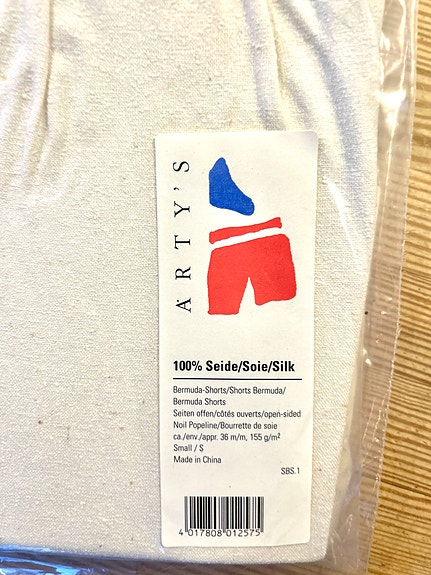 ARTY'S
100% Seide/Soie/Silk
Bermuda-Shorts/Shorts Bermuda/
Bermuda Shorts
Seiten offen/côtés ouverts/open-sided
Noil Popeline/Bourrette de soie
ca./env./appr. 36 m/m, 155 g/m²
Small / S
Made in China
SBS.1
4 017808 012575